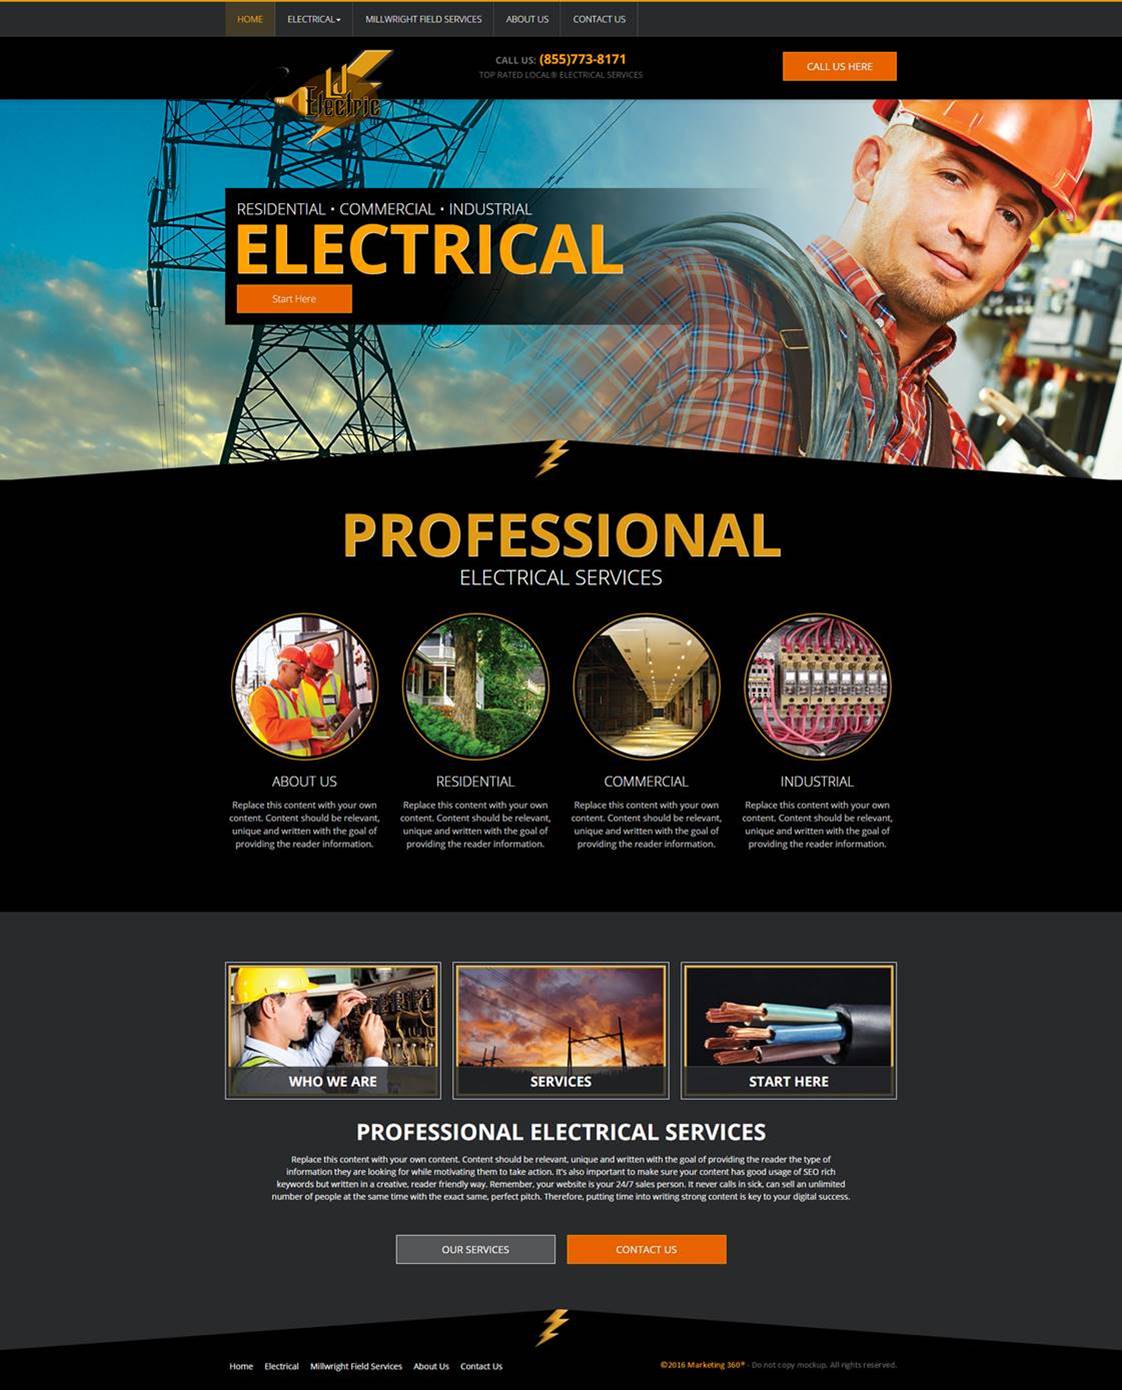 HOME ELECTRICAL MILLWRIGHT FIELD SERVICES ABOUT US CONTACT US
CALL US: (855)773-8171
TOP RATED LOCAL® ELECTRICAL SERVICES
CALL US HERE
LJ
Electric
RESIDENTIAL • COMMERCIAL • INDUSTRIAL
ELECTRICAL
Start Here
PROFESSIONAL
ELECTRICAL SERVICES
ABOUT US
Replace this content with your own
content. Content should be relevant,
unique and written with the goal of
providing the reader information.
RESIDENTIAL
Replace this content with your own
content. Content should be relevant,
unique and written with the goal of
providing the reader information.
COMMERCIAL
Replace this content with your own
content. Content should be relevant,
unique and written with the goal of
providing the reader information.
INDUSTRIAL
Replace this content with your own
content. Content should be relevant,
unique and written with the goal of
providing the reader information.
WHO WE ARE
SERVICES
START HERE
PROFESSIONAL ELECTRICAL SERVICES
Replace this content with your own content. Content should be relevant, unique and written with the goal of providing the reader the type of
information they are looking for while motivating them to take action. It's also important to make sure your content has good usage of SEO rich
keywords but written in a creative, reader friendly way. Remember, your website is your 24/7 sales person. It never calls in sick, can sell an unlimited
number of people at the same time with the exact same, perfect pitch. Therefore, putting time into writing strong content is key to your digital success.
OUR SERVICES
CONTACT US
Home Electrical Millwright Field Services About Us Contact Us
©2016 Marketing 360® - Do not copy mockup. All rights reserved.